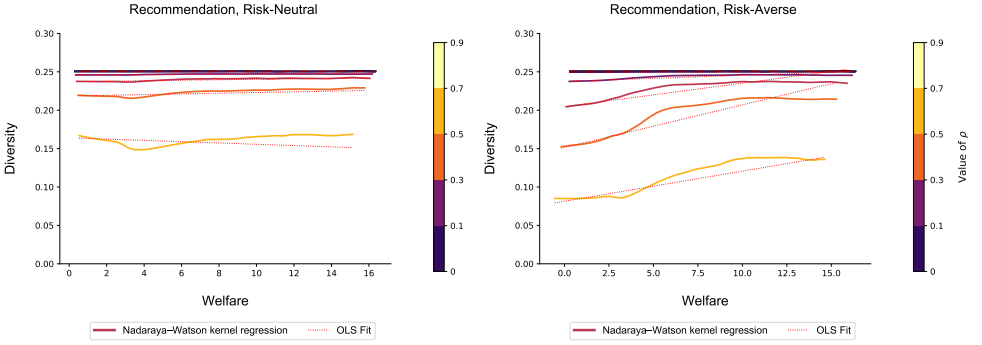 Recommendation, Risk-Neutral
0.30
0.25
0.20
0.15
0.10
0.05
0.00
Diversity
0 2 4 6 8 10 12 14 16
Welfare
0.9
0.7
0.5
0.3
0.1
0
Nadaraya–Watson kernel regression OLS Fit
Recommendation, Risk-Averse
0.30
0.25
0.20
0.15
0.10
0.05
0.00
Diversity
0.0 2.5 5.0 7.5 10.0 12.5 15.0
Welfare
0.9
0.7
0.5
0.3
0.1
0
Value of ρ
Nadaraya–Watson kernel regression OLS Fit